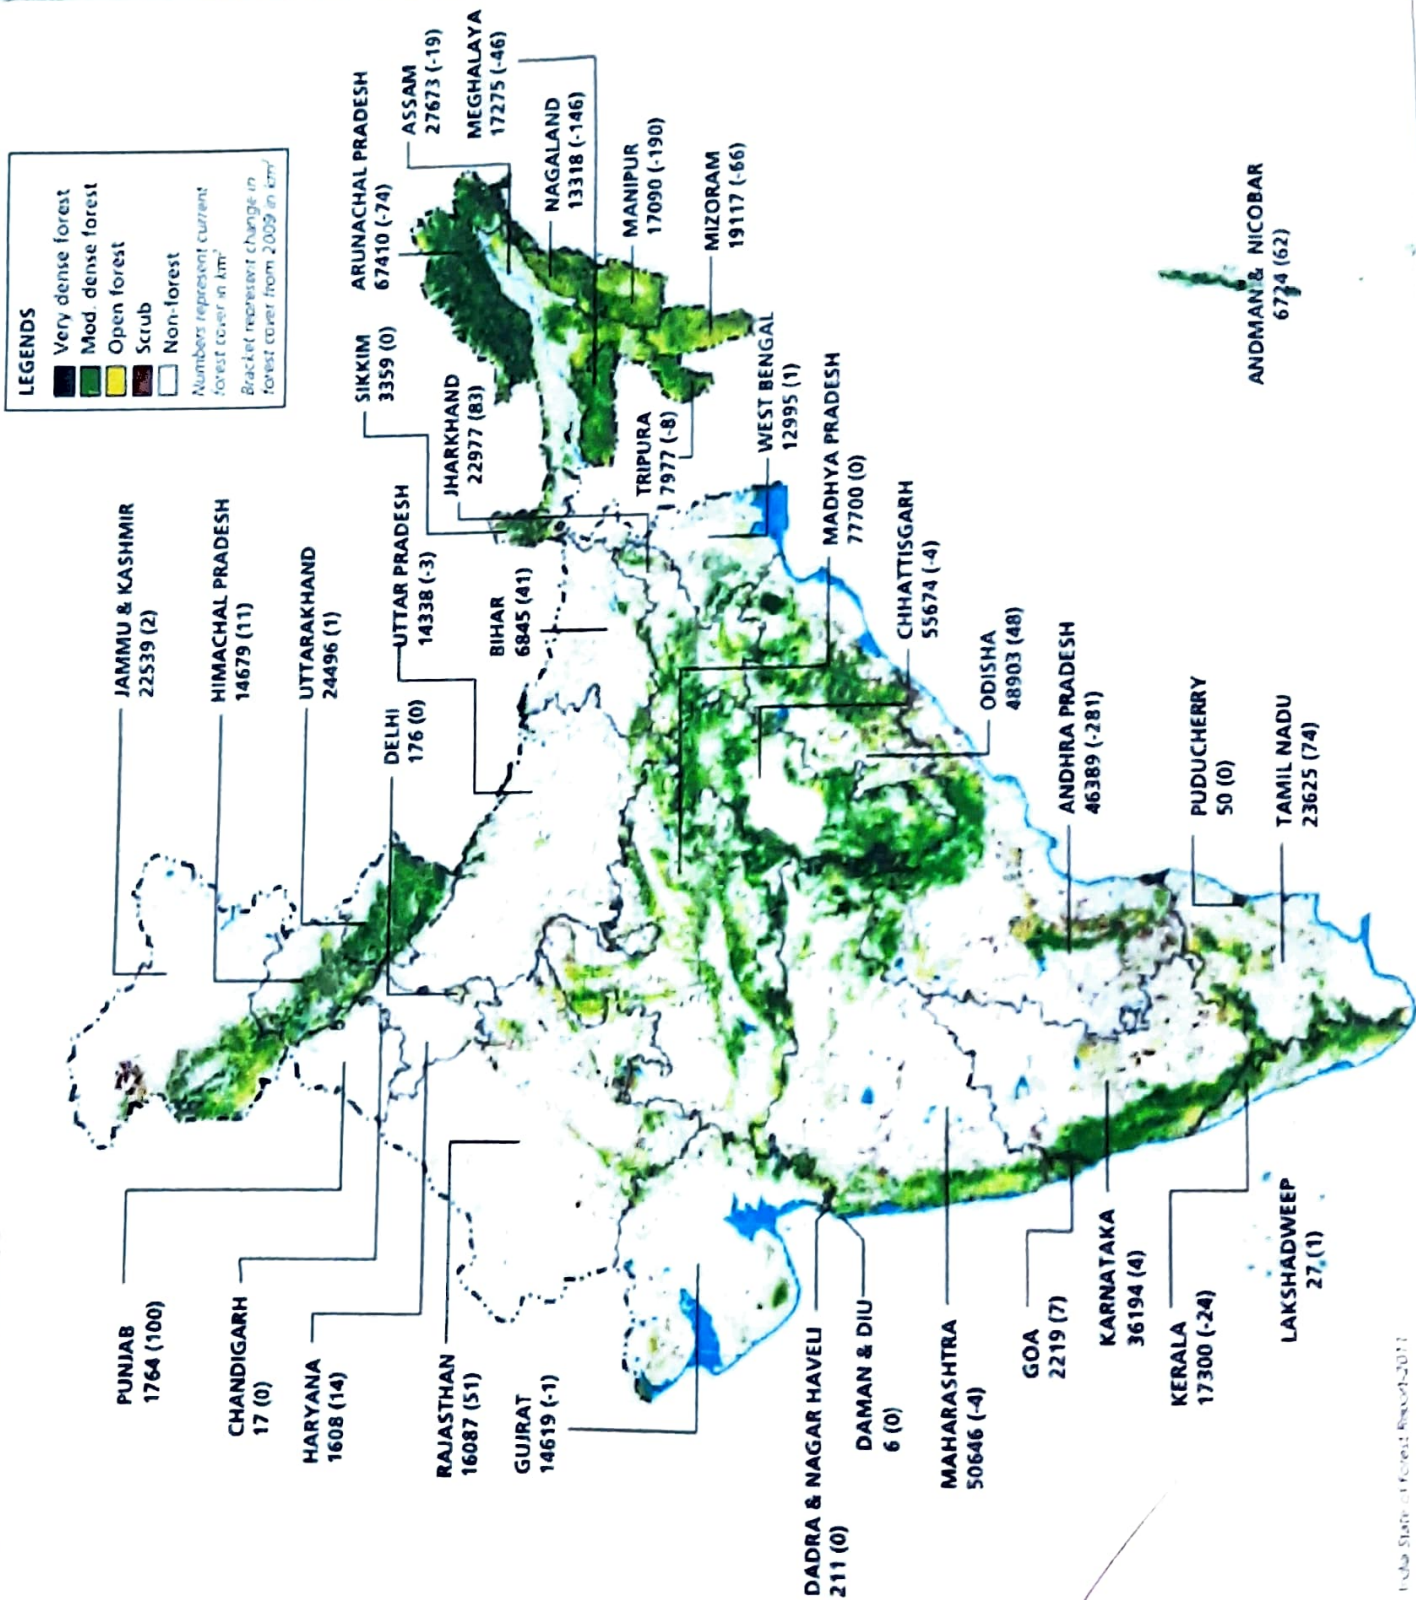 LEGENDS
Very dense forest
Mod. dense forest
Open forest
Scrub
Non-forest
Numbers represent current
forest cover in km²
Bracket represent change in
forest cover from 2009 in km²
JAMMU & KASHMIR
22539 (2)
HIMACHAL PRADESH
14679 (11)
UTTARAKHAND
24496 (1)
DELHI
176 (0)
UTTAR PRADESH
14338 (-3)
BIHAR
6845 (41)
SIKKIM
3359 (0)
JHARKHAND
22977 (83)
ARUNACHAL PRADESH
67410 (-74)
ASSAM
27673 (-19)
MEGHALAYA
17275 (-46)
NAGALAND
13318 (-146)
MANIPUR
17090 (-190)
MIZORAM
19117 (-66)
TRIPURA
7977 (-8)
WEST BENGAL
12995 (1)
MADHYA PRADESH
77700 (0)
CHHATTISGARH
55674 (-4)
ODISHA
48903 (48)
ANDHRA PRADESH
46389 (-281)
PUDUCHERRY
50 (0)
TAMIL NADU
23625 (74)
ANDMAN & NICOBAR
6724 (62)
PUNJAB
1764 (100)
CHANDIGARH
17 (0)
HARYANA
1608 (14)
RAJASTHAN
16087 (51)
GUJRAT
14619 (-1)
DADRA & NAGAR HAVELI
211 (0)
DAMAN & DIU
6 (0)
MAHARASHTRA
50646 (-4)
GOA
2219 (7)
KARNATAKA
36194 (4)
KERALA
17300 (-24)
LAKSHADWEEP
27 (1)
India State of Forest Report-2011